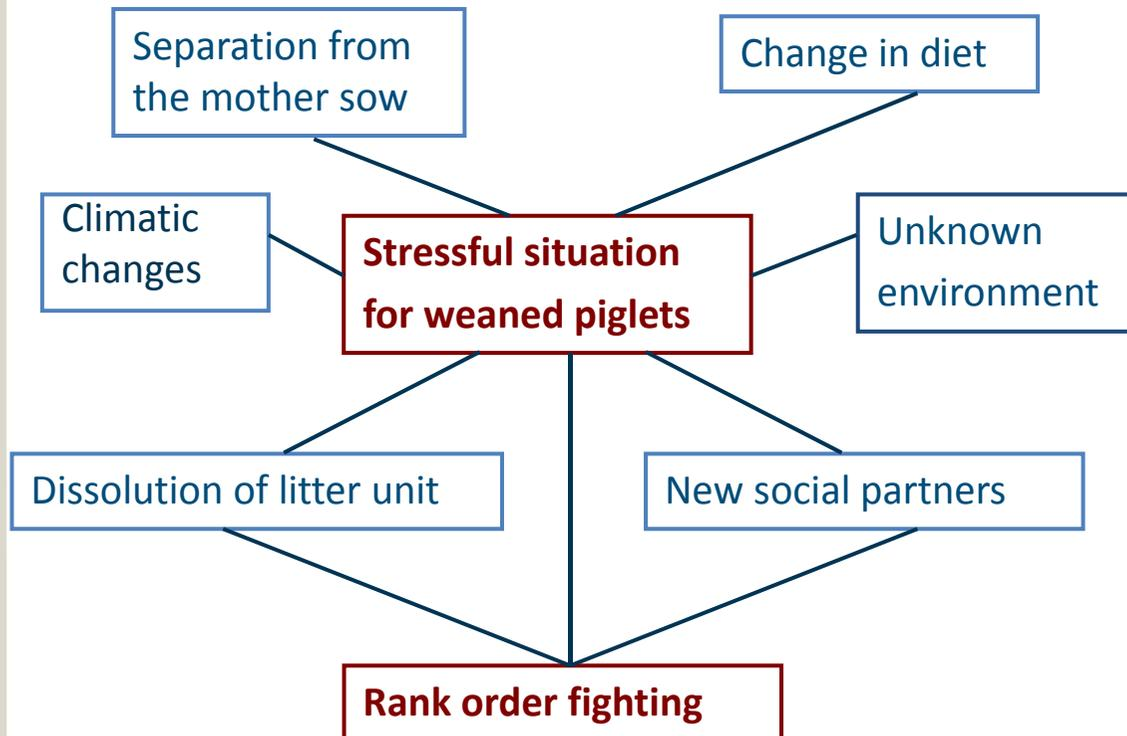 Separation from
the mother sow
Change in diet
Climatic
changes
Stressful situation
for weaned piglets
Unknown
environment
Dissolution of litter unit
New social partners
Rank order fighting